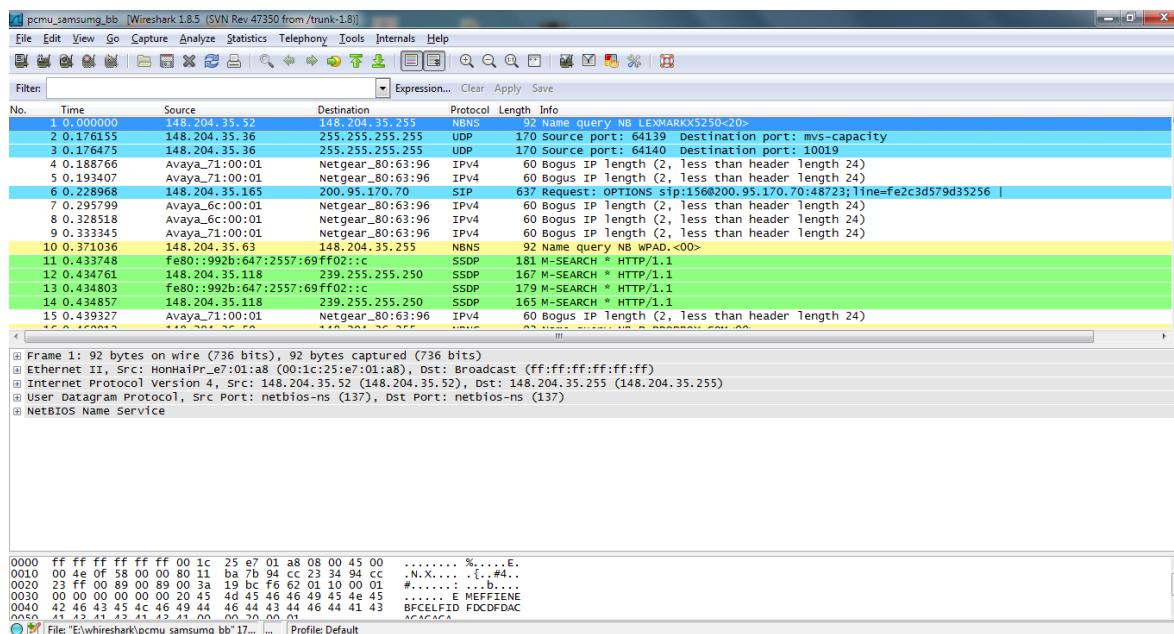 pcmu_samsumg_bb [Wireshark 1.8.5 (SVN Rev 47350 from /trunk-1.8)]
File Edit View Go Capture Analyze Statistics Telephony Tools Internals Help
Filter: Expression... Clear Apply Save
No. Time Source Destination Protocol Length Info
1 0.000000 148.204.35.52 148.204.35.255 NBNS 92 Name query NB LEXMARKX5250<20>
2 0.176155 148.204.35.36 255.255.255.255 UDP 170 Source port: 64139 Destination port: mvs-capacity
3 0.176475 148.204.35.36 255.255.255.255 UDP 170 Source port: 64140 Destination port: 10019
4 0.188766 Avaya_71:00:01 Netgear_80:63:96 IPv4 60 Bogus IP length (2, less than header length 24)
5 0.193407 Avaya_71:00:01 Netgear_80:63:96 IPv4 60 Bogus IP length (2, less than header length 24)
6 0.228968 148.204.35.165 200.95.170.70 SIP 637 Request: OPTIONS sip:156@200.95.170.70:48723;line=fe2c3d579d35256 |
7 0.295799 Avaya_6c:00:01 Netgear_80:63:96 IPv4 60 Bogus IP length (2, less than header length 24)
8 0.328518 Avaya_6c:00:01 Netgear_80:63:96 IPv4 60 Bogus IP length (2, less than header length 24)
9 0.333345 Avaya_6c:00:01 Netgear_80:63:96 IPv4 60 Bogus IP length (2, less than header length 24)
10 0.371036 148.204.35.63 148.204.35.255 NBNS 92 Name query NB WPAD.<00>
11 0.433748 fe80::992b:647:2557:69ff02::c SSDP 181 M-SEARCH * HTTP/1.1
12 0.434761 148.204.35.118 239.255.255.250 SSDP 167 M-SEARCH * HTTP/1.1
13 0.434803 fe80::992b:647:2557:69ff02::c SSDP 179 M-SEARCH * HTTP/1.1
14 0.434857 148.204.35.118 239.255.255.250 SSDP 165 M-SEARCH * HTTP/1.1
15 0.439327 Avaya_71:00:01 Netgear_80:63:96 IPv4 60 Bogus IP length (2, less than header length 24)
Frame 1: 92 bytes on wire (736 bits), 92 bytes captured (736 bits)
Ethernet II, Src: HonHaiPr_e7:01:a8 (00:1c:25:e7:01:a8), Dst: Broadcast (ff:ff:ff:ff:ff:ff)
Internet Protocol Version 4, Src: 148.204.35.52 (148.204.35.52), Dst: 148.204.35.255 (148.204.35.255)
User Datagram Protocol, Src Port: netbios-ns (137), Dst Port: netbios-ns (137)
NetBIOS Name Service
0000 ff ff ff ff ff ff 00 1c 25 e7 01 a8 08 00 45 00 ........ %.....E.
0010 00 4e 0f 58 00 00 80 11 ba 7b 94 cc 23 34 94 cc .N.X.... .{..#4..
0020 23 ff 00 89 00 89 00 3a 19 bc f6 62 01 10 00 01 #......: ...b....
0030 00 00 00 00 00 00 20 45 4d 45 46 46 49 45 4e 45 ...... E MEFFIENE
0040 42 46 43 45 4c 46 49 44 46 44 43 44 46 44 41 43 BFCELFID FDCDFDAC
0050 41 43 41 43 41 43 41 00 00 20 00 01 ACACACA.
File: "E:\whireshark\pcmu_samsumg_bb" 17... ... Profile: Default